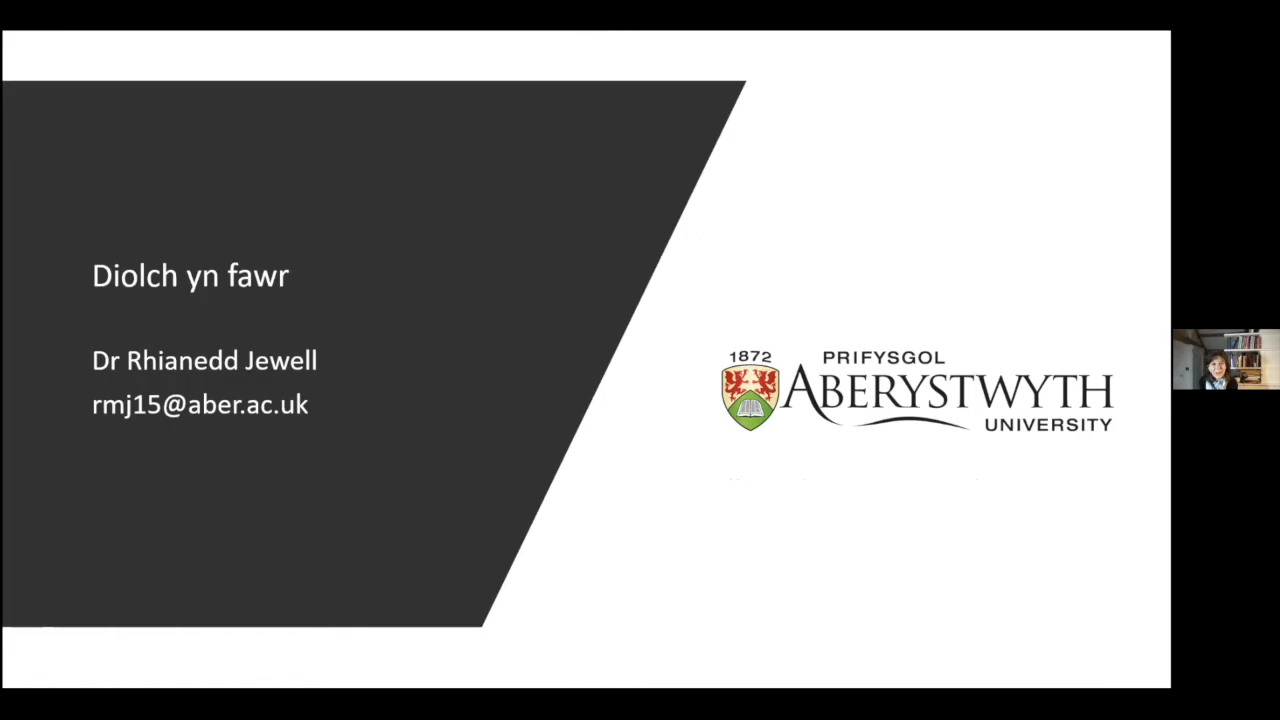 Diolch yn fawr
Dr Rhianedd Jewell
rmj15@aber.ac.uk
1872
PRIFYSGOL
ABERYSTWYTH
UNIVERSITY